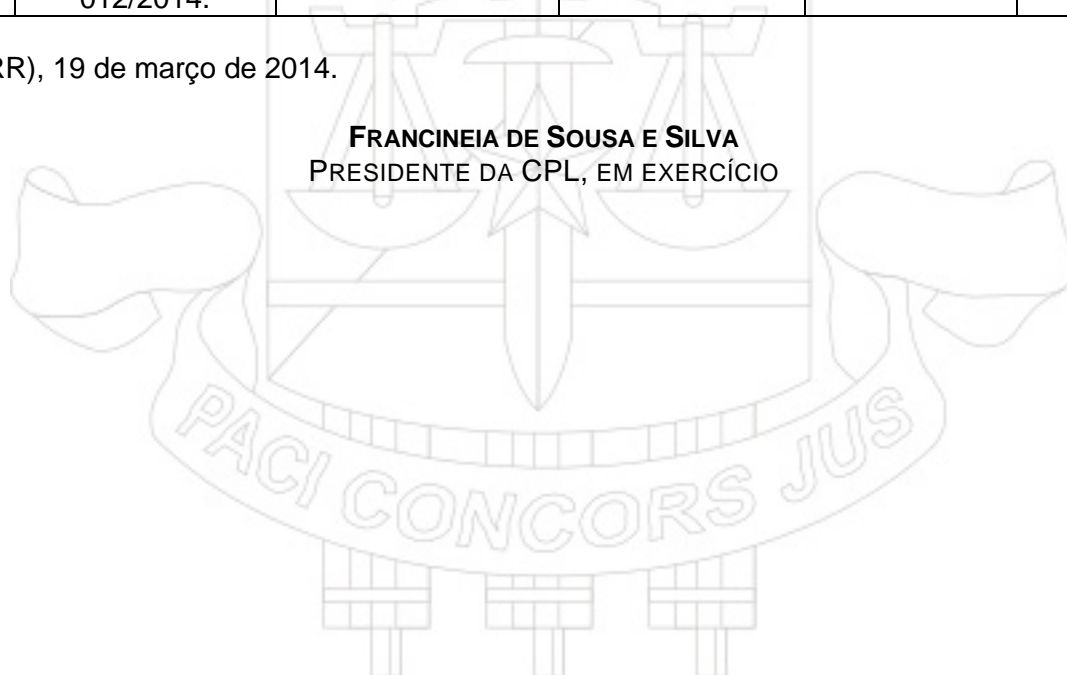 012/2014.
RR), 19 de março de 2014.
FRANCINEIA DE SOUSA E SILVA
PRESIDENTE DA CPL, EM EXERCÍCIO
PACI CONCORS JUS